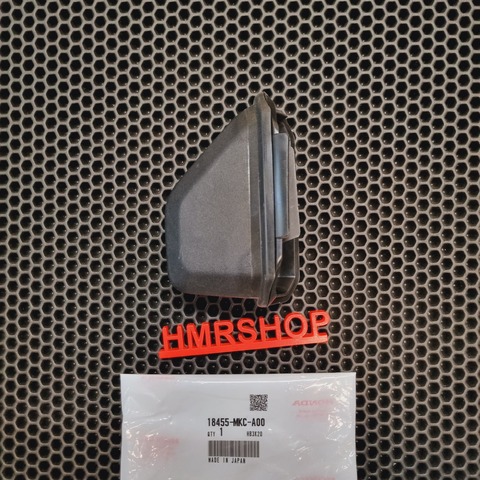 HMRSHOP
18455-MKC-A00
QTY 1 HB3K20
MADE IN JAPAN